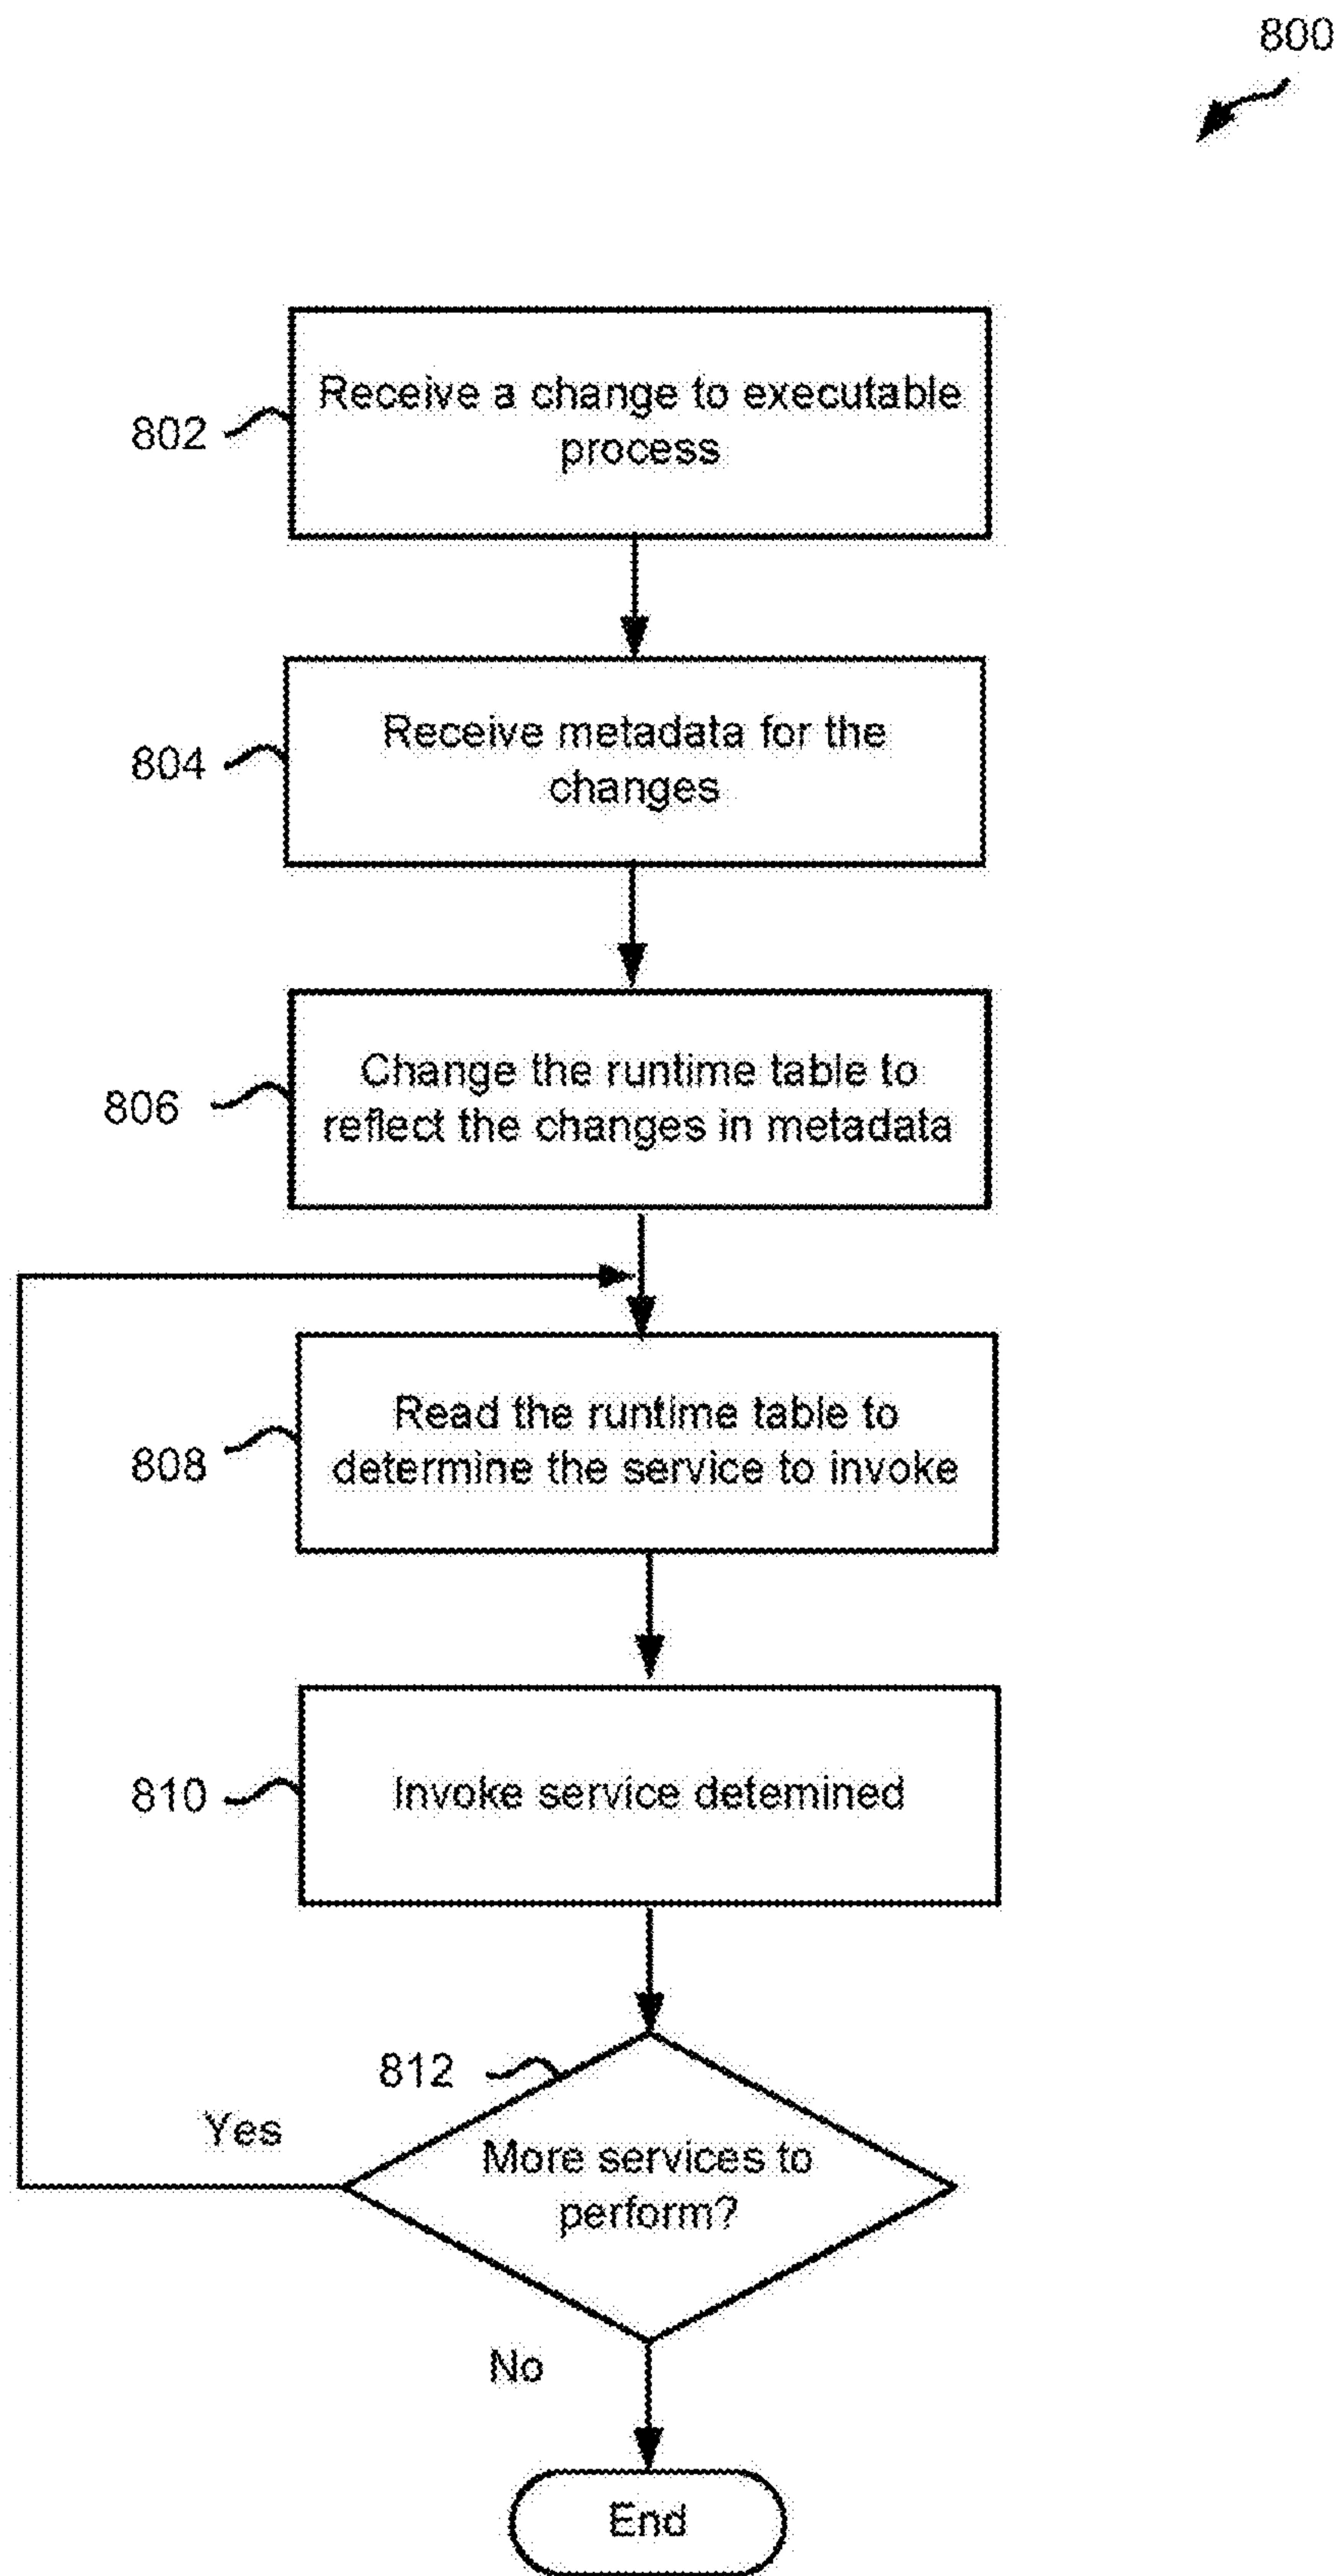 800
802
Receive a change to executable
process
804
Receive metadata for the
changes
806
Change the runtime table to
reflect the changes in metadata
808
Read the runtime table to
determine the service to invoke
810
Invoke service detemined
812
Yes
More services to
perform?
No
End